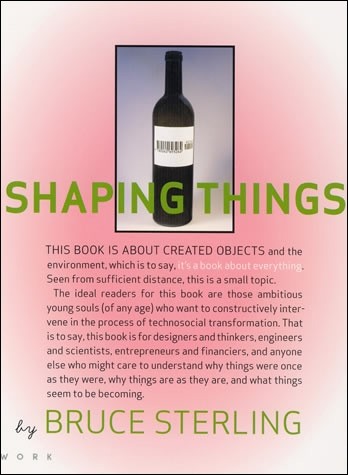 SHAPING THINGS
THIS BOOK IS ABOUT CREATED OBJECTS and the
environment, which is to say, it's a book about everything.
Seen from sufficient distance, this is a small topic.
The ideal readers for this book are those ambitious
young souls (of any age) who want to constructively inter-
vene in the process of technosocial transformation. That
is to say, this book is for designers and thinkers, engineers
and scientists, entrepreneurs and financiers, and anyone
else who might care to understand why things were once
as they were, why things are as they are, and what things
seem to be becoming.
by BRUCE STERLING
WORK